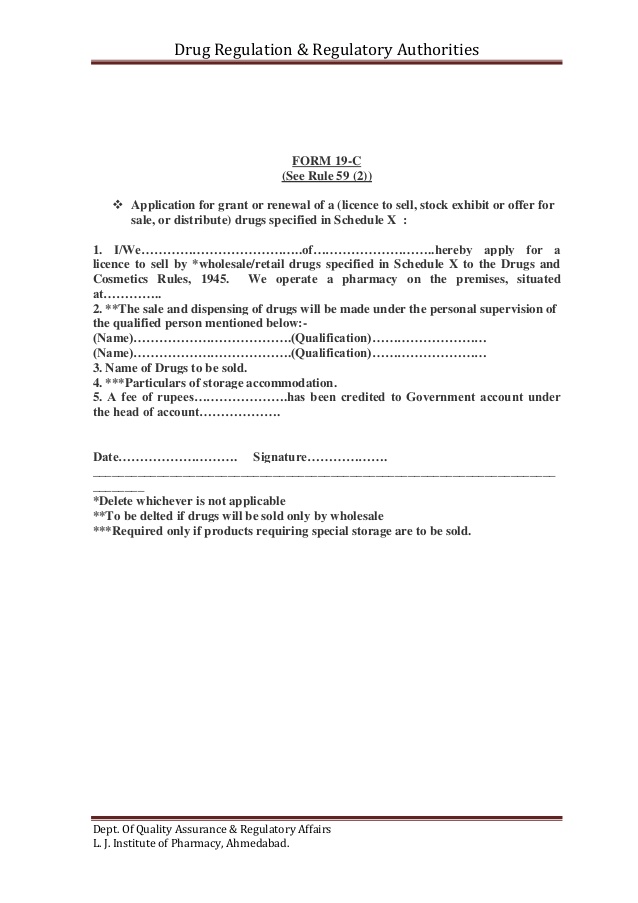 Drug Regulation & Regulatory Authorities
FORM 19-C
(See Rule 59 (2))
❖ Application for grant or renewal of a (licence to sell, stock exhibit or offer for
sale, or distribute) drugs specified in Schedule X :
1. I/We……………………………….of………………………..hereby apply for a
licence to sell by *wholesale/retail drugs specified in Schedule X to the Drugs and
Cosmetics Rules, 1945. We operate a pharmacy on the premises, situated
at…………..
2. **The sale and dispensing of drugs will be made under the personal supervision of
the qualified person mentioned below:-
(Name)……………………………….(Qualification)………………………
(Name)……………………………….(Qualification)………………………
3. Name of Drugs to be sold.
4. ***Particulars of storage accommodation.
5. A fee of rupees………………….has been credited to Government account under
the head of account……………….
Date………………………. Signature……………….
*Delete whichever is not applicable
**To be delted if drugs will be sold only by wholesale
***Required only if products requiring special storage are to be sold.
Dept. Of Quality Assurance & Regulatory Affairs
L. J. Institute of Pharmacy, Ahmedabad.